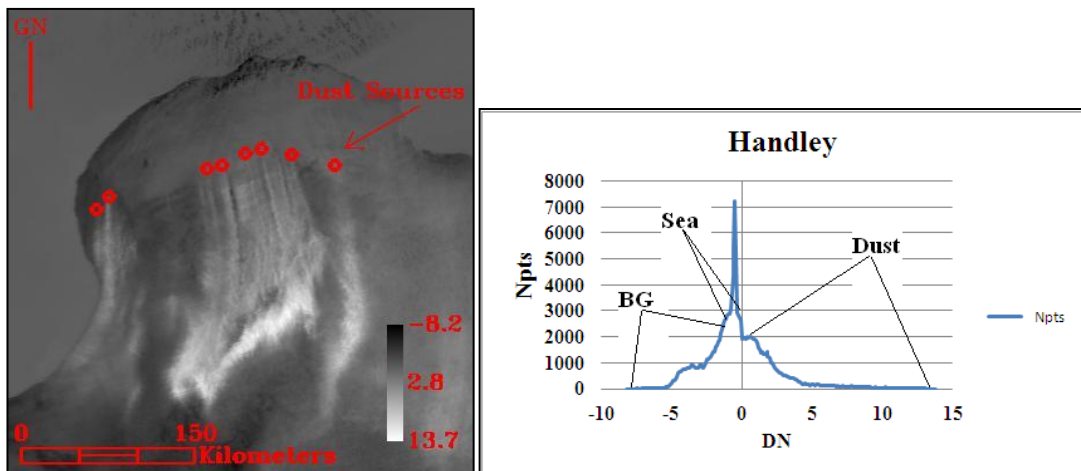 GN
Dust Sources
-8.2
2.8
13.7
0 150
Kilometers
Handley
Npts
8000
7000
6000
5000
4000
3000
2000
1000
0
Sea
Dust
BG
Npts
-10 -5 0 5 10 15
DN